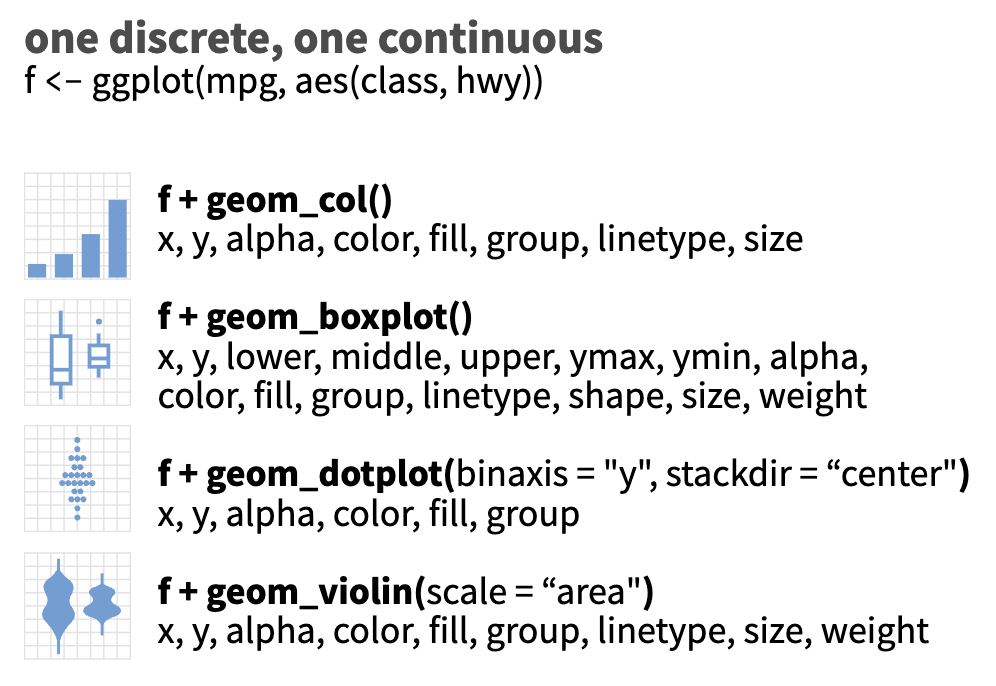 one discrete, one continuous
f <− ggplot(mpg, aes(class, hwy))
f + geom_col()
x, y, alpha, color, fill, group, linetype, size
f + geom_boxplot()
x, y, lower, middle, upper, ymax, ymin, alpha,
color, fill, group, linetype, shape, size, weight
f + geom_dotplot(binaxis = "y", stackdir = “center")
x, y, alpha, color, fill, group
f + geom_violin(scale = “area")
x, y, alpha, color, fill, group, linetype, size, weight